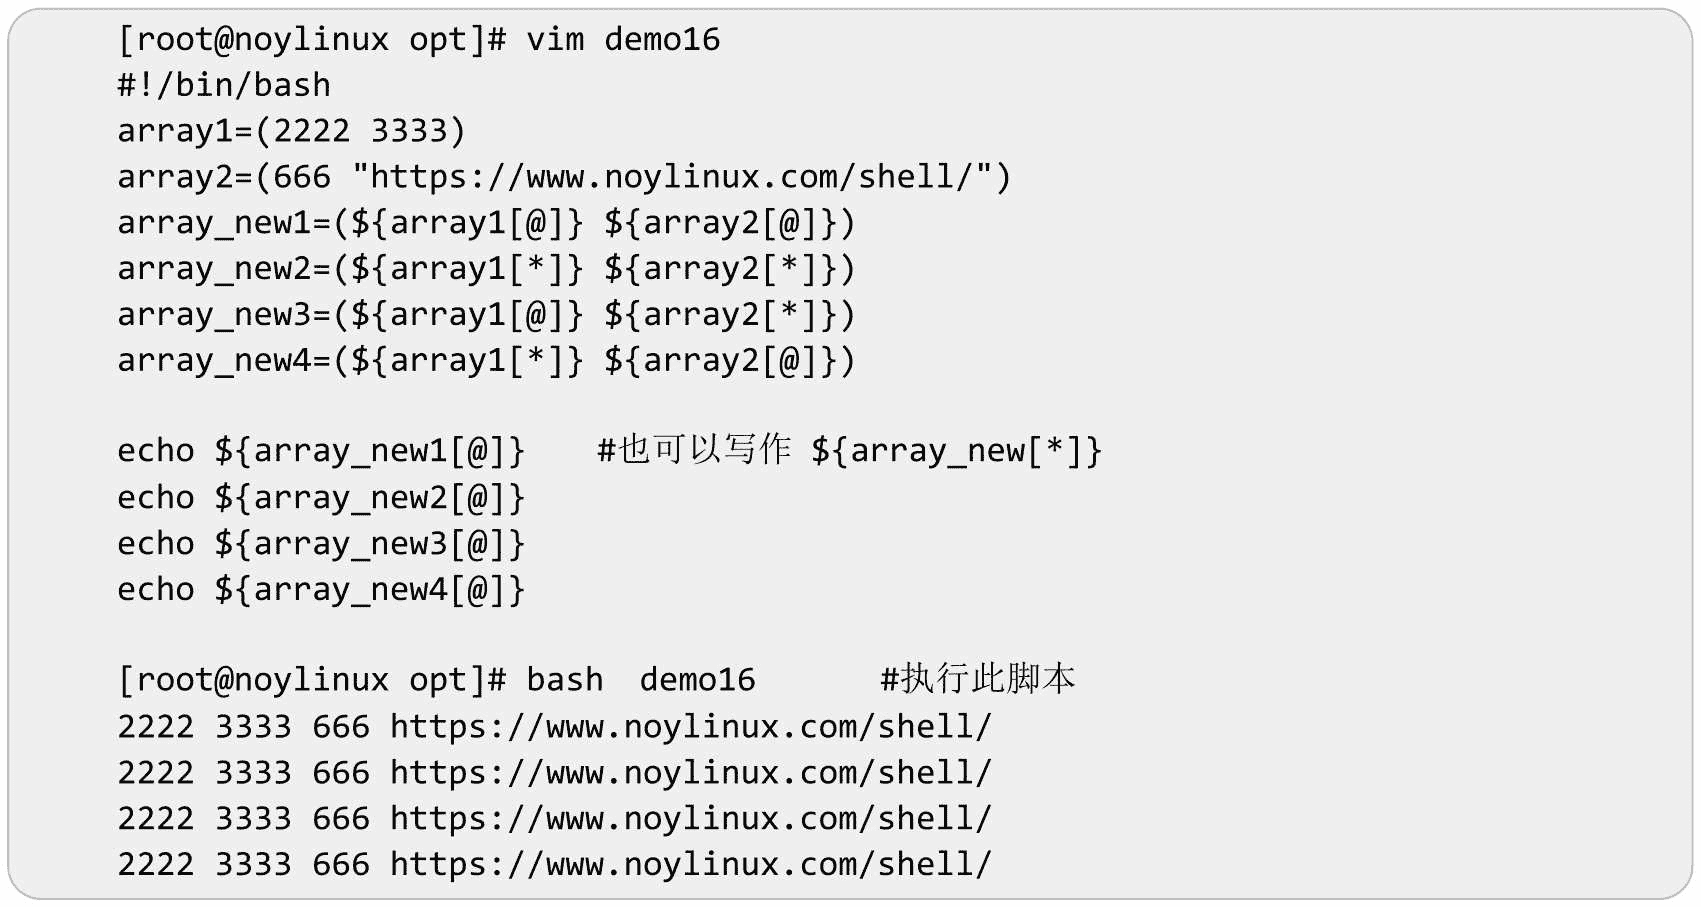 [root@noylinux opt]# vim demo16
#!/bin/bash
array1=(2222 3333)
array2=(666 "https://www.noylinux.com/shell/")
array_new1=(${array1[@]} ${array2[@]})
array_new2=(${array1[*]} ${array2[*]})
array_new3=(${array1[@]} ${array2[*]})
array_new4=(${array1[*]} ${array2[@]})
echo ${array_new1[@]}    #也可以写作 ${array_new[*]}
echo ${array_new2[@]}
echo ${array_new3[@]}
echo ${array_new4[@]}
[root@noylinux opt]# bash  demo16       #执行此脚本
2222 3333 666 https://www.noylinux.com/shell/
2222 3333 666 https://www.noylinux.com/shell/
2222 3333 666 https://www.noylinux.com/shell/
2222 3333 666 https://www.noylinux.com/shell/